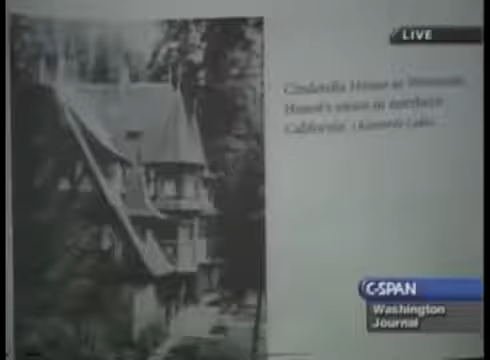 LIVE
Cinderella House at
Hearst's estate in northern
California.
C-SPAN
Washington
Journal